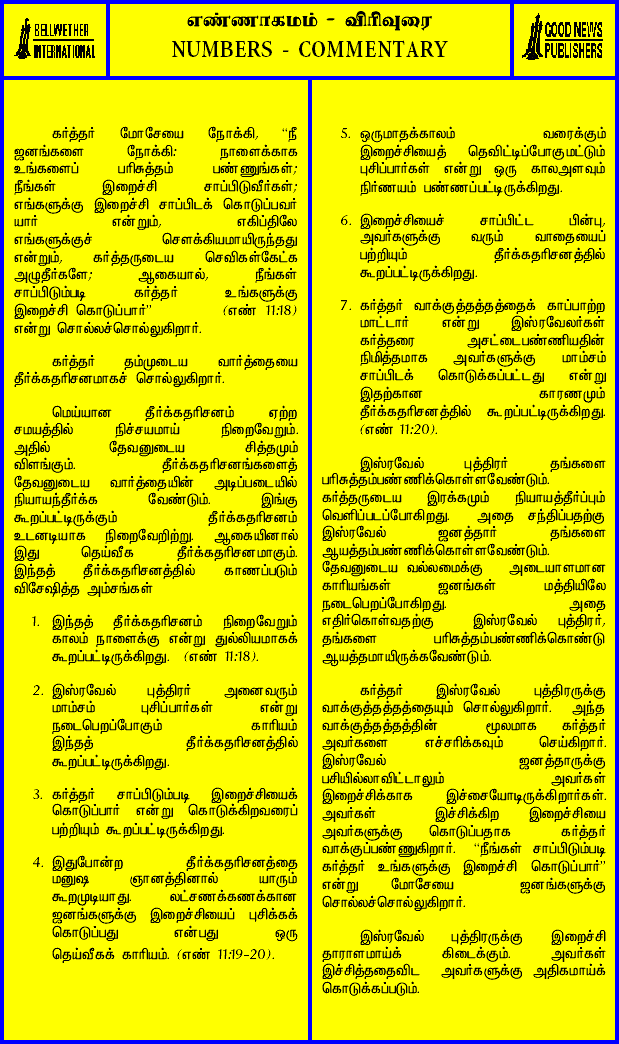 BELLWETHER
INTERNATIONAL
எண்ணாகமம் - விரிவுரை
NUMBERS - COMMENTARY
GOOD NEWS
PUBLISHERS
கர்த்தர் மோசேயை நோக்கி, “நீ
ஜனங்களை நோக்கி: நாளைக்காக
உங்களைப் பரிசுத்தம் பண்ணுங்கள்;
நீங்கள் இறைச்சி சாப்பிடுவீர்கள்;
எங்களுக்கு இறைச்சி சாப்பிடக் கொடுப்பவர்
யார் என்றும், எகிப்திலே
எங்களுக்குச் சௌக்கியமாயிருந்தது
என்றும், கர்த்தருடைய செவிகள்கேட்க
அழுதீர்களே; ஆகையால், நீங்கள்
சாப்பிடும்படி கர்த்தர் உங்களுக்கு
இறைச்சி கொடுப்பார்” (எண் 11:18)
என்று சொல்லச்சொல்லுகிறார்.
கர்த்தர் தம்முடைய வார்த்தையை
தீர்க்கதரிசனமாகச் சொல்லுகிறார்.
மெய்யான தீர்க்கதரிசனம் ஏற்ற
சமயத்தில் நிச்சயமாய் நிறைவேறும்.
அதில் தேவனுடைய சித்தமும்
விளங்கும். தீர்க்கதரிசனங்களைத்
தேவனுடைய வார்த்தையின் அடிப்படையில்
நியாயந்தீர்க்க வேண்டும். இங்கு
கூறப்பட்டிருக்கும் தீர்க்கதரிசனம்
உடனடியாக நிறைவேறிற்று. ஆகையினால்
இது தெய்வீக தீர்க்கதரிசனமாகும்.
இந்தத் தீர்க்கதரிசனத்தில் காணப்படும்
விசேஷித்த அம்சங்கள்
1. இந்தத் தீர்க்கதரிசனம் நிறைவேறும்
காலம் நாளைக்கு என்று துல்லியமாகக்
கூறப்பட்டிருக்கிறது. (எண் 11:18).
2. இஸ்ரவேல் புத்திரர் அனைவரும்
மாம்சம் புசிப்பார்கள் என்று
நடைபெறப்போகும் காரியம்
இந்தத் தீர்க்கதரிசனத்தில்
கூறப்பட்டிருக்கிறது.
3. கர்த்தர் சாப்பிடும்படி இறைச்சியைக்
கொடுப்பார் என்று கொடுக்கிறவரைப்
பற்றியும் கூறப்பட்டிருக்கிறது.
4. இதுபோன்ற தீர்க்கதரிசனத்தை
மனுஷ ஞானத்தினால் யாரும்
கூறமுடியாது. லட்சணக்கணக்கான
ஜனங்களுக்கு இறைச்சியைப் புசிக்கக்
கொடுப்பது என்பது ஒரு
தெய்வீகக் காரியம். (எண் 11:19-20).
5. ஒருமாதக்காலம் வரைக்கும்
இறைச்சியைத் தெவிட்டிப்போகுமட்டும்
புசிப்பார்கள் என்று ஒரு காலஅளவும்
நிர்ணயம் பண்ணப்பட்டிருக்கிறது.
6. இறைச்சியைச் சாப்பிட்ட பின்பு,
அவர்களுக்கு வரும் வாதையைப்
பற்றியும் தீர்க்கதரிசனத்தில்
கூறப்பட்டிருக்கிறது.
7. கர்த்தர் வாக்குத்தத்தத்தைக் காப்பாற்ற
மாட்டார் என்று இஸ்ரவேலர்கள்
கர்த்தரை அசட்டைபண்ணியதின்
நிமித்தமாக அவர்களுக்கு மாம்சம்
சாப்பிடக் கொடுக்கப்பட்டது என்று
இதற்கான காரணமும்
தீர்க்கதரிசனத்தில் கூறப்பட்டிருக்கிறது.
(எண் 11:20).
இஸ்ரவேல் புத்திரர் தங்களை
பரிசுத்தம்பண்ணிக்கொள்ளவேண்டும்.
கர்த்தருடைய இரக்கமும் நியாயத்தீர்ப்பும்
வெளிப்படப்போகிறது. அதை சந்திப்பதற்கு
இஸ்ரவேல் ஜனத்தார் தங்களை
ஆயத்தம்பண்ணிக்கொள்ளவேண்டும்.
தேவனுடைய வல்லமைக்கு அடையாளமான
காரியங்கள் ஜனங்கள் மத்தியிலே
நடைபெறப்போகிறது. அதை
எதிர்கொள்வதற்கு இஸ்ரவேல் புத்திரர்,
தங்களை பரிசுத்தம்பண்ணிக்கொண்டு
ஆயத்தமாயிருக்கவேண்டும்.
கர்த்தர் இஸ்ரவேல் புத்திரருக்கு
வாக்குத்தத்தத்தையும் சொல்லுகிறார். அந்த
வாக்குத்தத்தத்தின் மூலமாக கர்த்தர்
அவர்களை எச்சரிக்கவும் செய்கிறார்.
இஸ்ரவேல் ஜனத்தாருக்கு
பசியில்லாவிட்டாலும் அவர்கள்
இறைச்சிக்காக இச்சையோடிருக்கிறார்கள்.
அவர்கள் இச்சிக்கிற இறைச்சியை
அவர்களுக்கு கொடுப்பதாக கர்த்தர்
வாக்குப்பண்ணுகிறார். “நீங்கள் சாப்பிடும்படி
கர்த்தர் உங்களுக்கு இறைச்சி கொடுப்பார்”
என்று மோசேயை ஜனங்களுக்கு
சொல்லச்சொல்லுகிறார்.
இஸ்ரவேல் புத்திரருக்கு இறைச்சி
தாராளமாய்க் கிடைக்கும். அவர்கள்
இச்சித்ததைவிட அவர்களுக்கு அதிகமாய்க்
கொடுக்கப்படும்.